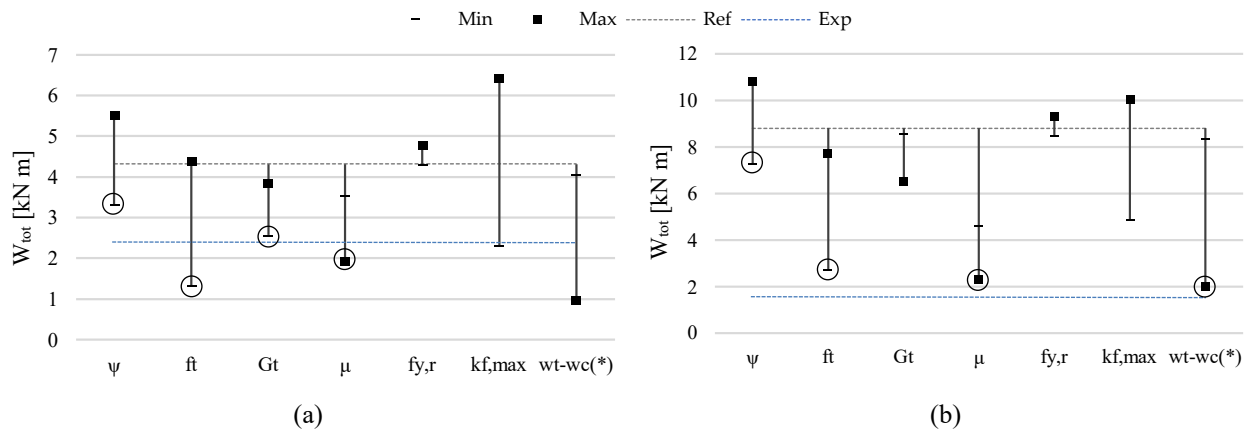 Min Max Ref Exp
W_tot [kN m]
7
6
5
4
3
2
1
0
ψ ft Gt μ fy,r kf,max wt-wc(*)
(a)
W_tot [kN m]
12
10
8
6
4
2
0
ψ ft Gt μ fy,r kf,max wt-wc(*)
(b)